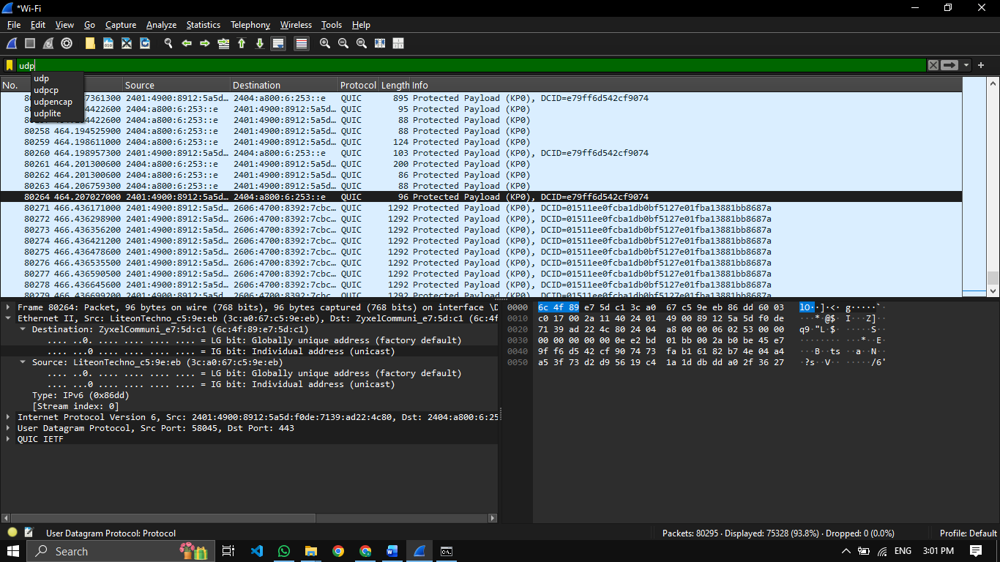 *Wi-Fi
File Edit View Go Capture Analyze Statistics Telephony Wireless Tools Help
udp
udp
udpcp
udpencap
udplite
No. Source Destination Protocol Length Info
7361300 2401:4900:8912:5a5d… 2404:a800:6:253::e QUIC 895 Protected Payload (KP0), DCID=e79ff6d542cf9074
4422600 2404:a800:6:253::e 2401:4900:8912:5a5d… QUIC 95 Protected Payload (KP0)
4422600 2404:a800:6:253::e 2401:4900:8912:5a5d… QUIC 88 Protected Payload (KP0)
80258 464.194525900 2404:a800:6:253::e 2401:4900:8912:5a5d… QUIC 88 Protected Payload (KP0)
80259 464.198611000 2404:a800:6:253::e 2401:4900:8912:5a5d… QUIC 124 Protected Payload (KP0)
80260 464.198957300 2401:4900:8912:5a5d… 2404:a800:6:253::e QUIC 103 Protected Payload (KP0), DCID=e79ff6d542cf9074
80261 464.201300600 2404:a800:6:253::e 2401:4900:8912:5a5d… QUIC 200 Protected Payload (KP0)
80262 464.201300600 2404:a800:6:253::e 2401:4900:8912:5a5d… QUIC 86 Protected Payload (KP0)
80263 464.206759300 2404:a800:6:253::e 2401:4900:8912:5a5d… QUIC 88 Protected Payload (KP0)
80264 464.207027000 2401:4900:8912:5a5d… 2404:a800:6:253::e QUIC 96 Protected Payload (KP0), DCID=e79ff6d542cf9074
80271 466.436171000 2401:4900:8912:5a5d… 2606:4700:8392:7cbc… QUIC 1292 Protected Payload (KP0), DCID=01511ee0fcba1db0bf5127e01fba13881bb8687a
80272 466.436298900 2401:4900:8912:5a5d… 2606:4700:8392:7cbc… QUIC 1292 Protected Payload (KP0), DCID=01511ee0fcba1db0bf5127e01fba13881bb8687a
80273 466.436356200 2401:4900:8912:5a5d… 2606:4700:8392:7cbc… QUIC 1292 Protected Payload (KP0), DCID=01511ee0fcba1db0bf5127e01fba13881bb8687a
80274 466.436421200 2401:4900:8912:5a5d… 2606:4700:8392:7cbc… QUIC 1292 Protected Payload (KP0), DCID=01511ee0fcba1db0bf5127e01fba13881bb8687a
80275 466.436478600 2401:4900:8912:5a5d… 2606:4700:8392:7cbc… QUIC 1292 Protected Payload (KP0), DCID=01511ee0fcba1db0bf5127e01fba13881bb8687a
80276 466.436535500 2401:4900:8912:5a5d… 2606:4700:8392:7cbc… QUIC 1292 Protected Payload (KP0), DCID=01511ee0fcba1db0bf5127e01fba13881bb8687a
80277 466.436590500 2401:4900:8912:5a5d… 2606:4700:8392:7cbc… QUIC 1292 Protected Payload (KP0), DCID=01511ee0fcba1db0bf5127e01fba13881bb8687a
80278 466.436645600 2401:4900:8912:5a5d… 2606:4700:8392:7cbc… QUIC 1292 Protected Payload (KP0), DCID=01511ee0fcba1db0bf5127e01fba13881bb8687a
80279 466.436699200 2401:4900:8912:5a5d… 2606:4700:8392:7cbc… QUIC 1292 Protected Payload (KP0), DCID=01511ee0fcba1db0bf5127e01fba13881bb8687a
Frame 80264: Packet, 96 bytes on wire (768 bits), 96 bytes captured (768 bits) on interface \D
Ethernet II, Src: LiteonTechno_c5:9e:eb (3c:a0:67:c5:9e:eb), Dst: ZyxelCommuni_e7:5d:c1 (6c:4f
Destination: ZyxelCommuni_e7:5d:c1 (6c:4f:89:e7:5d:c1)
.... ..0. .... .... .... .... = LG bit: Globally unique address (factory default)
.... ...0 .... .... .... .... = IG bit: Individual address (unicast)
Source: LiteonTechno_c5:9e:eb (3c:a0:67:c5:9e:eb)
.... ..0. .... .... .... .... = LG bit: Globally unique address (factory default)
.... ...0 .... .... .... .... = IG bit: Individual address (unicast)
Type: IPv6 (0x86dd)
[Stream index: 0]
Internet Protocol Version 6, Src: 2401:4900:8912:5a5d:f0de:7139:ad22:4c80, Dst: 2404:a800:6:25
User Datagram Protocol, Src Port: 58045, Dst Port: 443
QUIC IETF
0000 6c 4f 89 e7 5d c1 3c a0 67 c5 9e eb 86 dd 60 03 lO··]·<· g·····`·
0010 c0 17 00 2a 11 40 24 01 49 00 89 12 5a 5d f0 de ···*·@$· I···Z]··
0020 71 39 ad 22 4c 80 24 04 a8 00 00 06 02 53 00 00 q9·"L·$· ·····S··
0030 00 00 00 00 00 0e e2 bd 01 bb 00 2a b0 be 45 e7 ········ ···*··E·
0040 9f f6 d5 42 cf 90 74 73 fa b1 61 82 b7 4e 04 a4 ···B··ts ··a··N··
0050 a5 3f 73 d2 d9 56 19 c4 1a 1d db dd a0 2f 36 27 ·?s··V·· ·····/6'
User Datagram Protocol: Protocol
Packets: 80295 · Displayed: 75328 (93.8%) · Dropped: 0 (0.0%)
Profile: Default
Search
ENG 3:01 PM